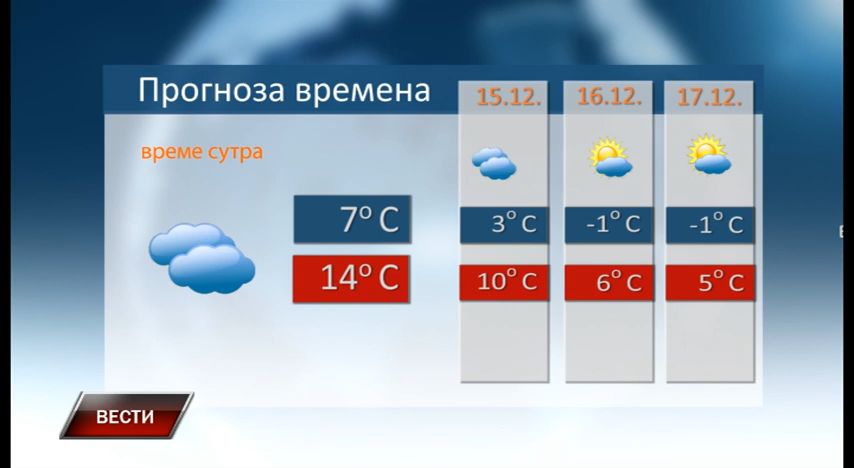 Прогноза времена
време сутра
7° C
14° C
15.12.
3° C
10° C
16.12.
-1° C
6° C
17.12.
-1° C
5° C
ВЕСТИ